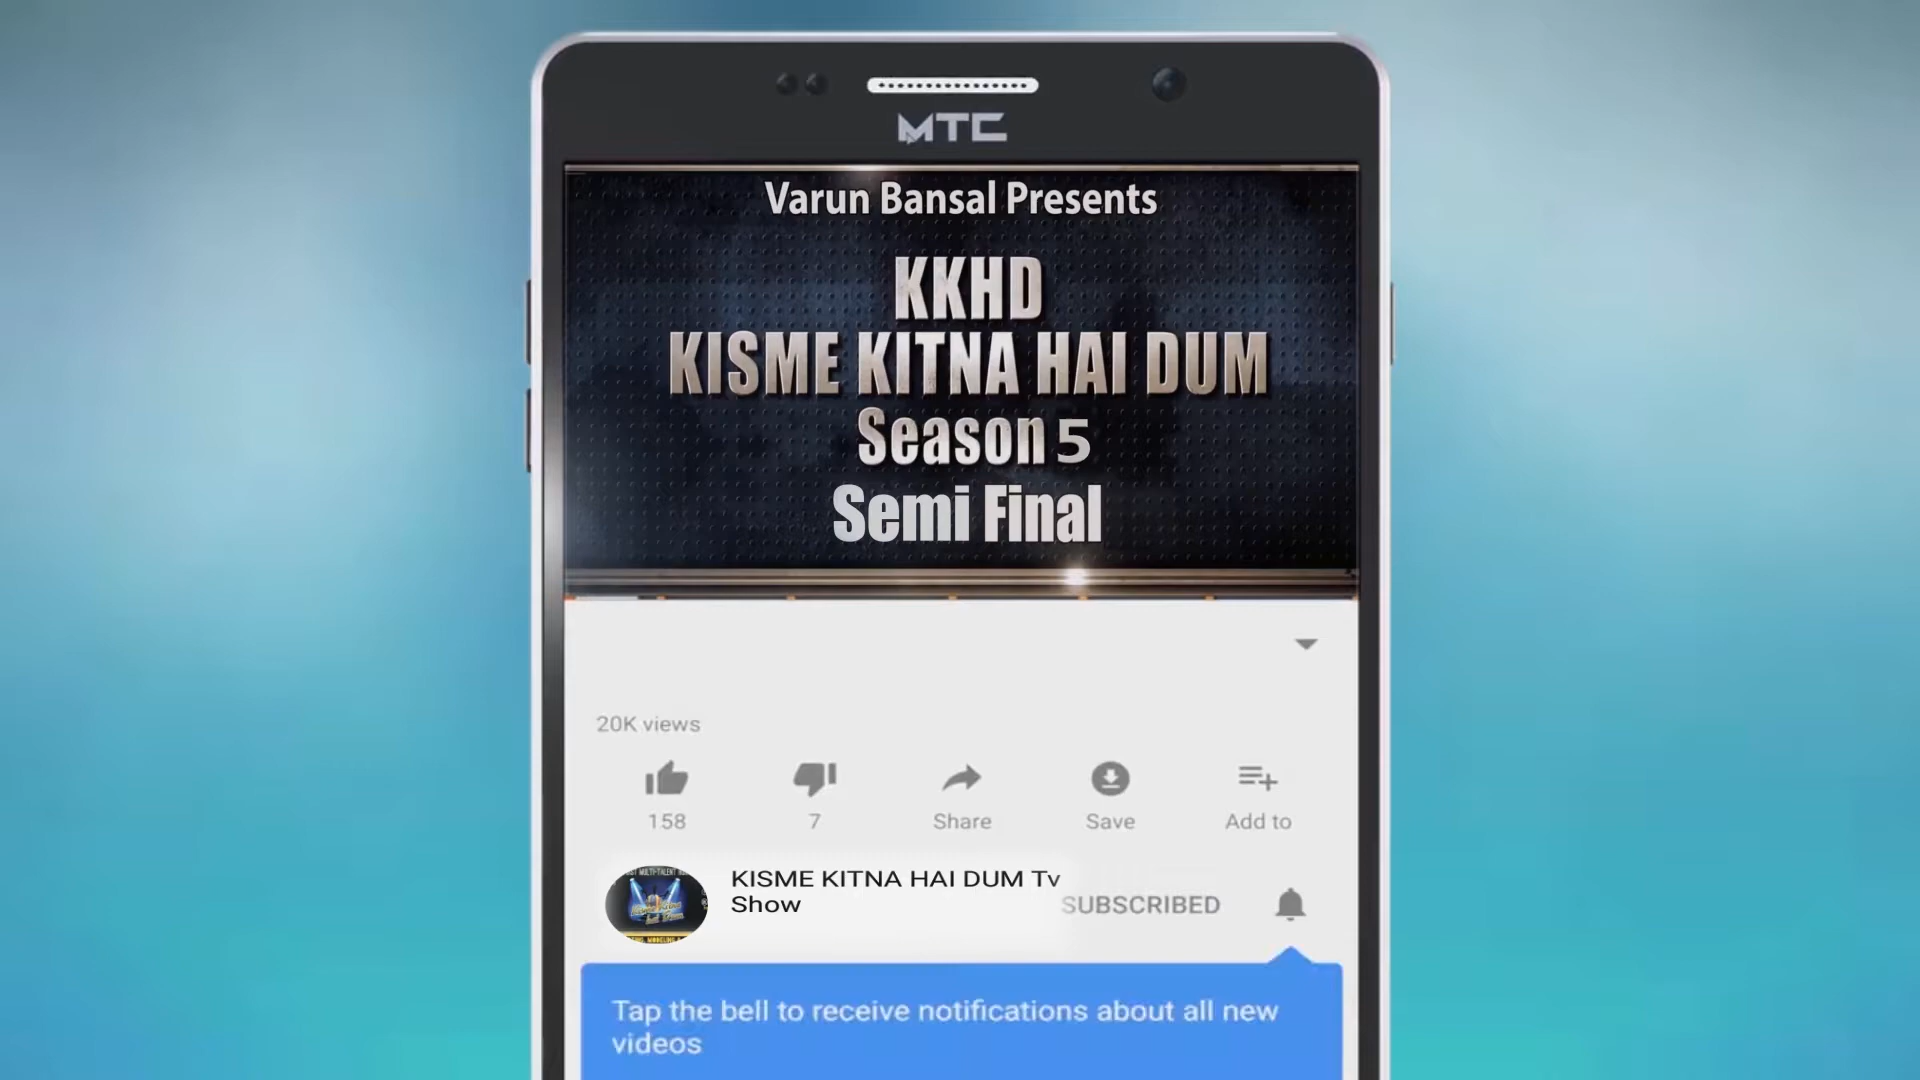 MTC
Varun Bansal Presents
KKHD
KISME KITNA HAI DUM
Season 5
Semi Final
20K views
158
7
Share
Save
Add to
KISME KITNA HAI DUM Tv
Show
SUBSCRIBED
Tap the bell to receive notifications about all new
videos